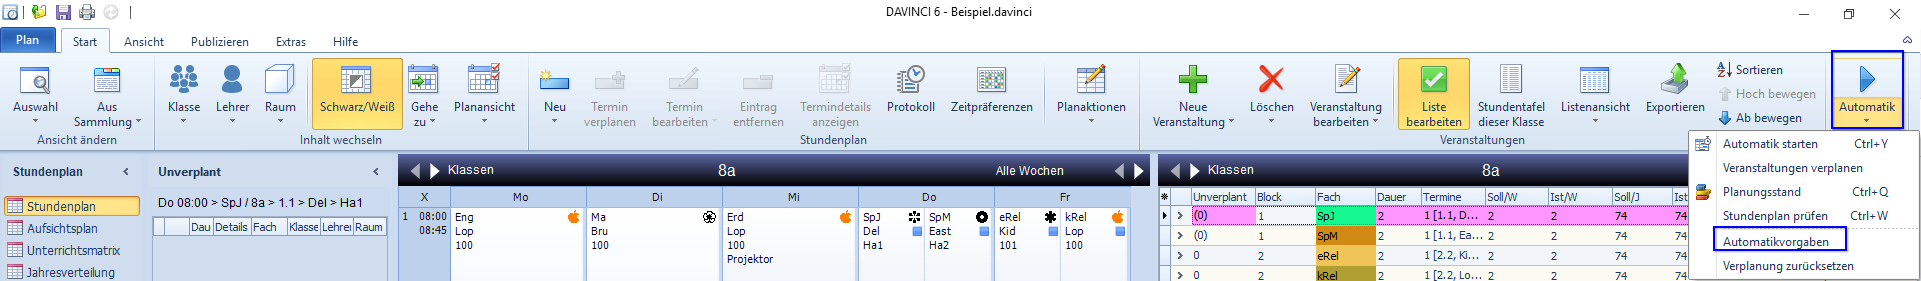 DAVINCI 6 - Beispiel.davinci
Plan Start Ansicht Publizieren Extras Hilfe
Auswahl
Aus Sammlung
Ansicht ändern
Klasse
Lehrer
Raum
Schwarz/Weiß
Gehe zu
Planansicht
Inhalt wechseln
Neu
Termin verplanen
Termin bearbeiten
Eintrag entfernen
Termindetails anzeigen
Protokoll
Zeitpräferenzen
Planaktionen
Stundenplan
Neue Veranstaltung
Löschen
Veranstaltung bearbeiten
Liste bearbeiten
Stundentafel dieser Klasse
Listenansicht
Exportieren
Sortieren
Hoch bewegen
Ab bewegen
Veranstaltungen
Automatik
Automatik starten Ctrl+Y
Veranstaltungen verplanen
Planungsstand Ctrl+Q
Stundenplan prüfen Ctrl+W
Automatikvorgaben
Verplanung zurücksetzen
Stundenplan
Stundenplan
Aufsichtsplan
Unterrichtsmatrix
Jahresverteilung
Unverplant
Do 08:00 > SpJ / 8a > 1.1 > Del > Ha1
Dau Details Fach Klasse Lehrer Raum
Klassen 8a Alle Wochen
X Mo Di Mi Do Fr
1 08:00
08:45
Eng
Lop
100
Ma
Bru
100
Erd
Lop
100
Projektor
SpJ
Del
Ha1
SpM
East
Ha2
eRel
Kid
101
kRel
Lop
100
Klassen 8a
Unverplant Block Fach Dauer Termine Soll/W Ist/W Soll/J Ist
(0) 1 SpJ 2 1 [1.1, D... 2 2 74 74
(0) 1 SpM 2 1 [1.1, Ea... 2 2 74 74
0 2 eRel 2 1 [2.2, Ki... 2 2 74 74
0 2 kRel 2 1 [2.2, Lo... 2 2 74 74